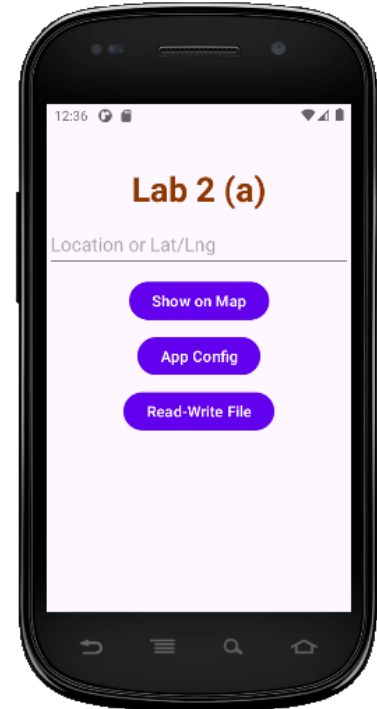 12:36
Lab 2 (a)
Location or Lat/Lng
Show on Map
App Config
Read-Write File